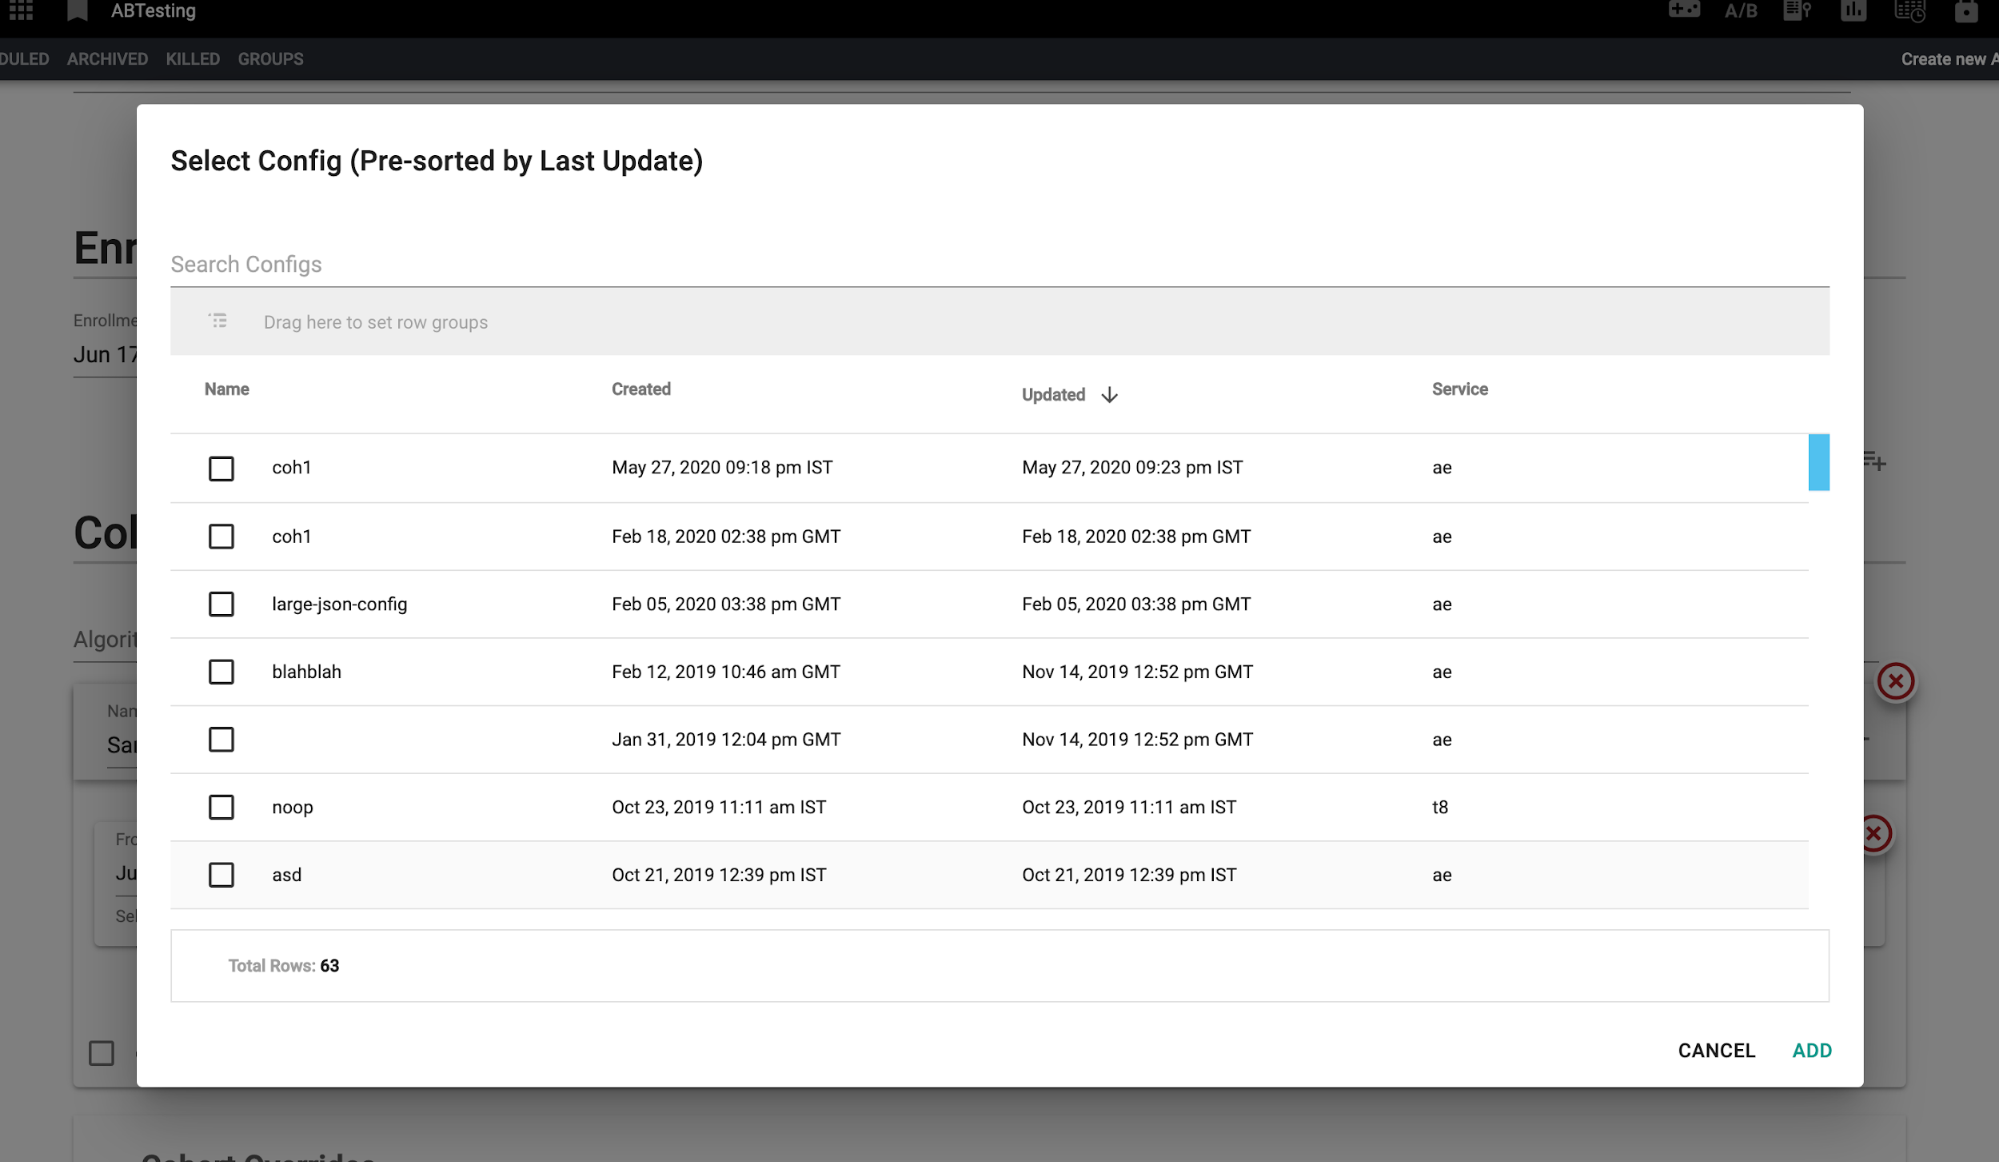 ABTesting
A/B
DULED ARCHIVED KILLED GROUPS
Create new A
Select Config (Pre-sorted by Last Update)
Enr
Search Configs
Enrollme
Drag here to set row groups
Jun 17
Name Created Updated Service
coh1 May 27, 2020 09:18 pm IST May 27, 2020 09:23 pm IST ae
Col
coh1 Feb 18, 2020 02:38 pm GMT Feb 18, 2020 02:38 pm GMT ae
large-json-config Feb 05, 2020 03:38 pm GMT Feb 05, 2020 03:38 pm GMT ae
Algorit
blahblah Feb 12, 2019 10:46 am GMT Nov 14, 2019 12:52 pm GMT ae
Nam
Sar
Jan 31, 2019 12:04 pm GMT Nov 14, 2019 12:52 pm GMT ae
noop Oct 23, 2019 11:11 am IST Oct 23, 2019 11:11 am IST t8
Fro
Ju
asd Oct 21, 2019 12:39 pm IST Oct 21, 2019 12:39 pm IST ae
Sel
Total Rows: 63
CANCEL ADD
Cohort Overrides